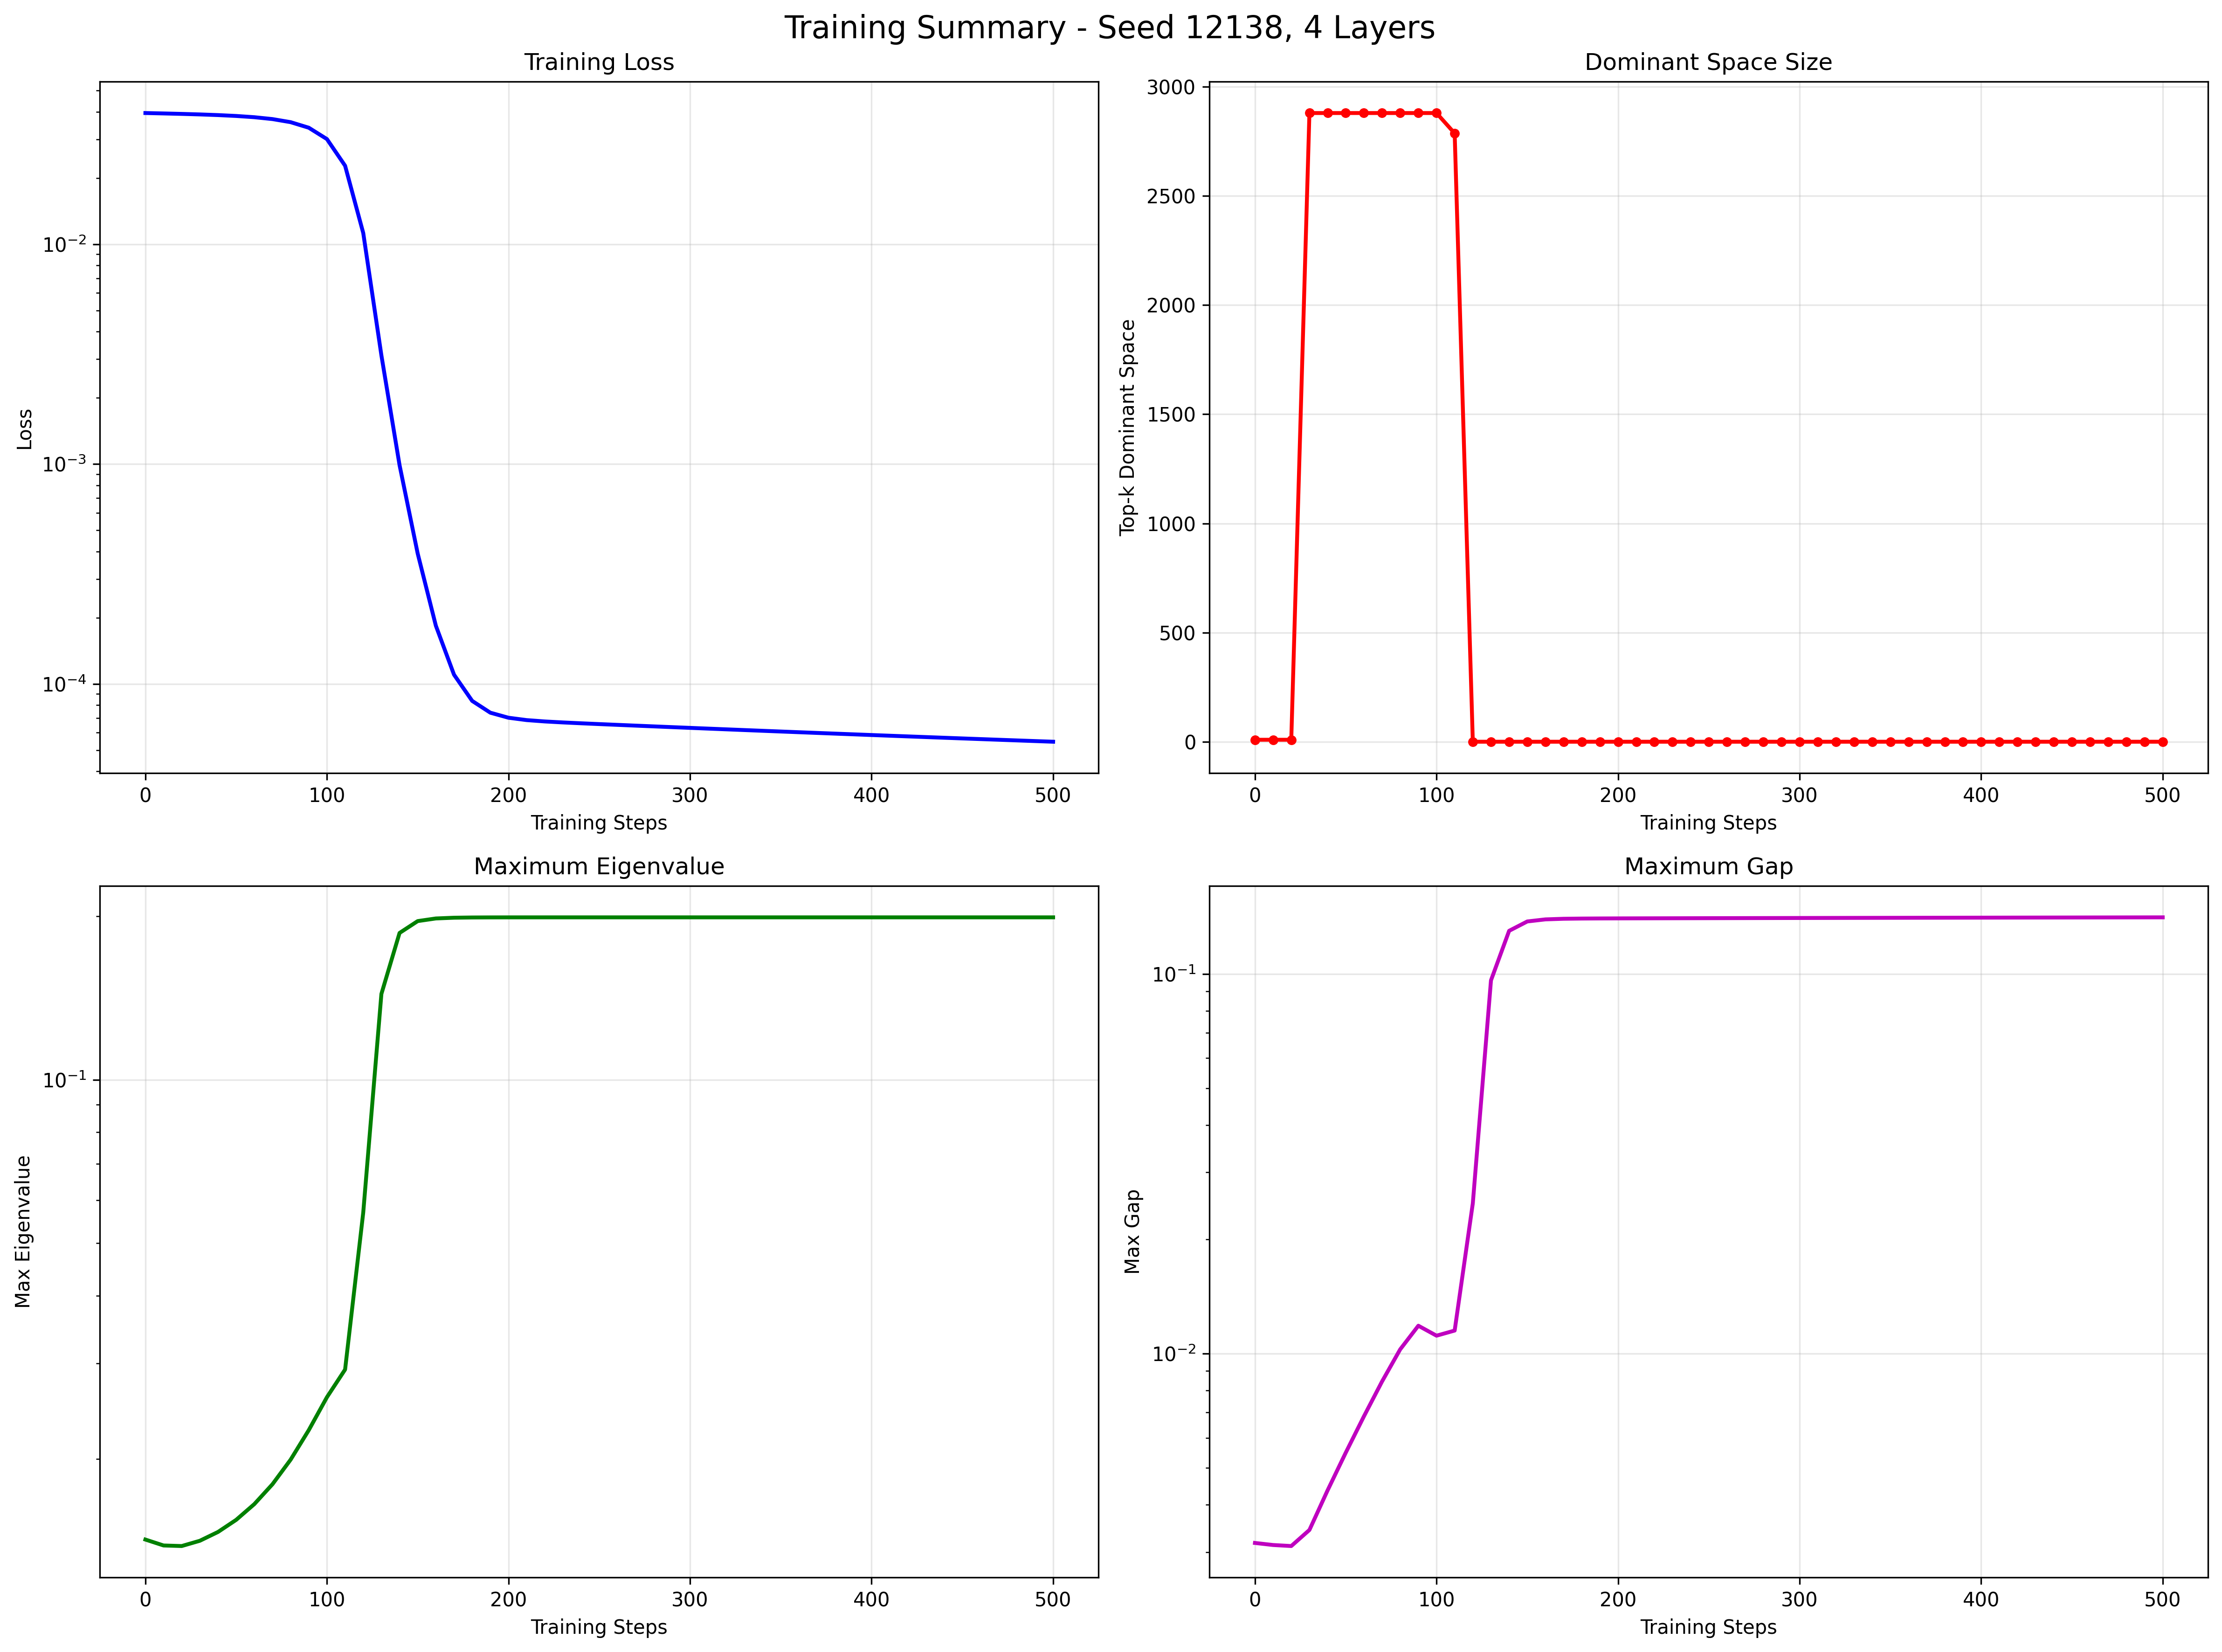 Training Summary - Seed 12138, 4 Layers
Training Loss
Loss
10⁻²
10⁻³
10⁻⁴
0 100 200 300 400 500
Training Steps
Dominant Space Size
Top-k Dominant Space
3000
2500
2000
1500
1000
500
0
0 100 200 300 400 500
Training Steps
Maximum Eigenvalue
Max Eigenvalue
10⁻¹
0 100 200 300 400 500
Training Steps
Maximum Gap
Max Gap
10⁻¹
10⁻²
0 100 200 300 400 500
Training Steps